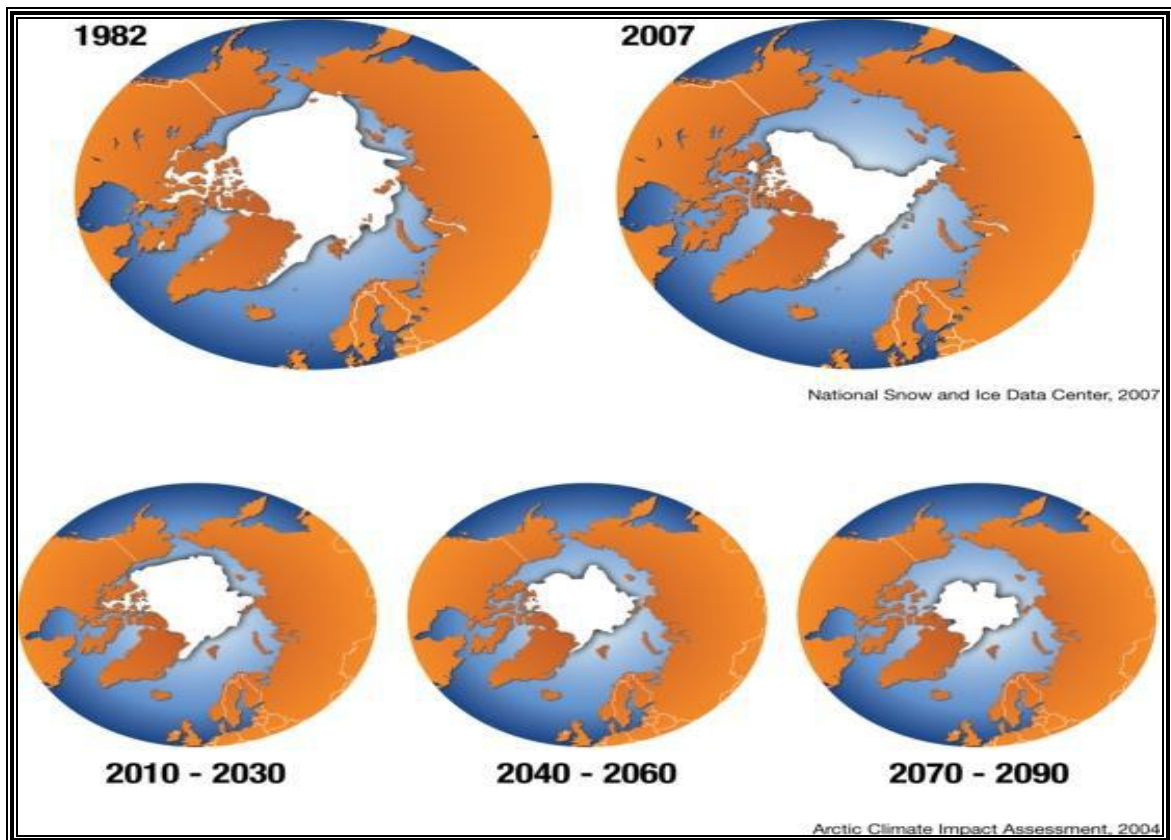 1982
2007
National Snow and Ice Data Center, 2007
2010 - 2030
2040 - 2060
2070 - 2090
Arctic Climate Impact Assessment, 2004